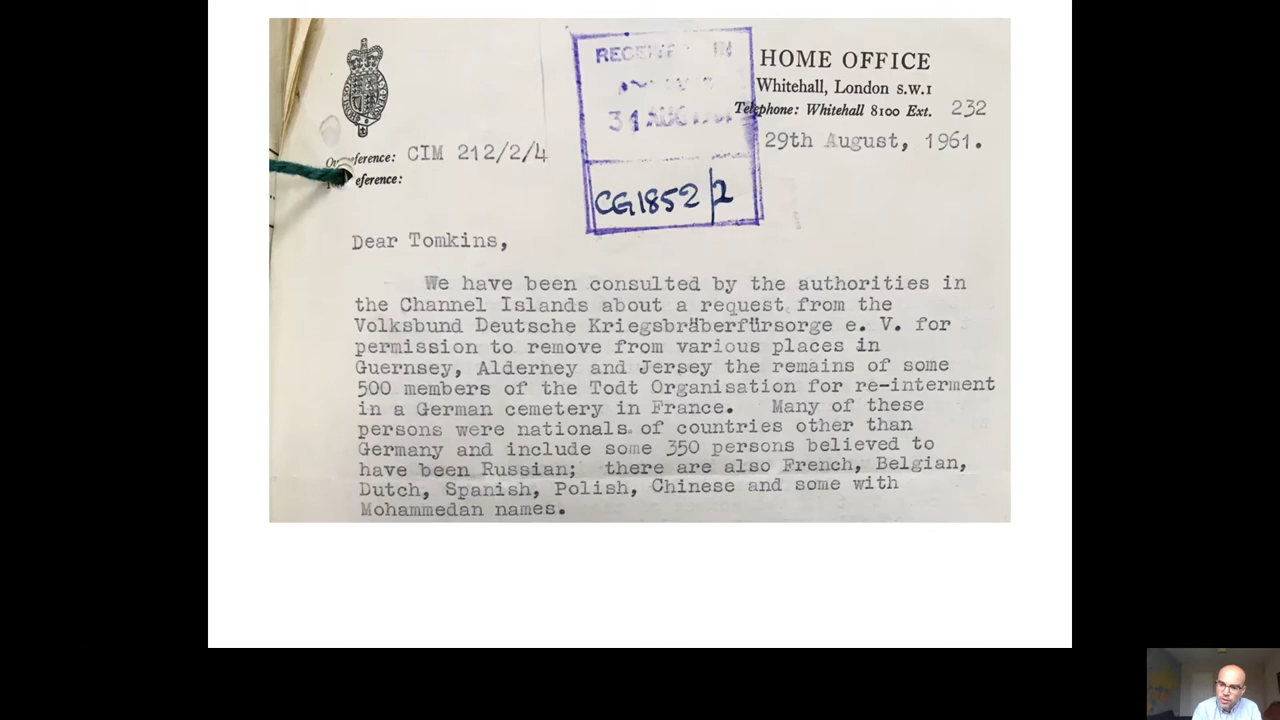 RECEIVED IN
31 AUG
CG1852/2
HOME OFFICE
Whitehall, London S.W.1
Telephone: Whitehall 8100 Ext. 232
29th August, 1961.
reference: CIM 212/2/4
eference:
Dear Tomkins,
We have been consulted by the authorities in
the Channel Islands about a request from the
Volksbund Deutsche Kriegsbräberfürsorge e. V. for
permission to remove from various places in
Guernsey, Alderney and Jersey the remains of some
500 members of the Todt Organisation for re-interment
in a German cemetery in France. Many of these
persons were nationals of countries other than
Germany and include some 350 persons believed to
have been Russian; there are also French, Belgian,
Dutch, Spanish, Polish, Chinese and some with
Mohammedan names.